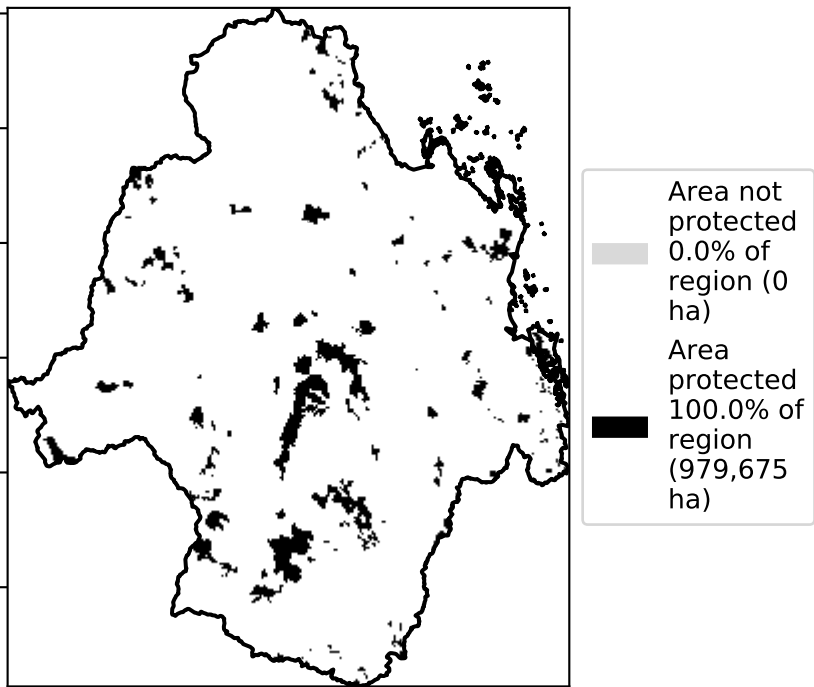 Area not
protected
0.0% of
region (0
ha)
Area
protected
100.0% of
region
(979,675
ha)